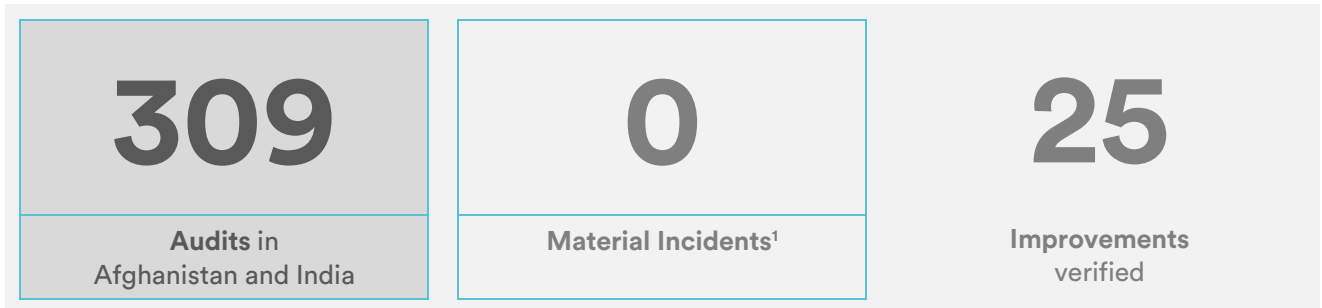 309
Audits in
Afghanistan and India
0
Material Incidents¹
25
Improvements
verified